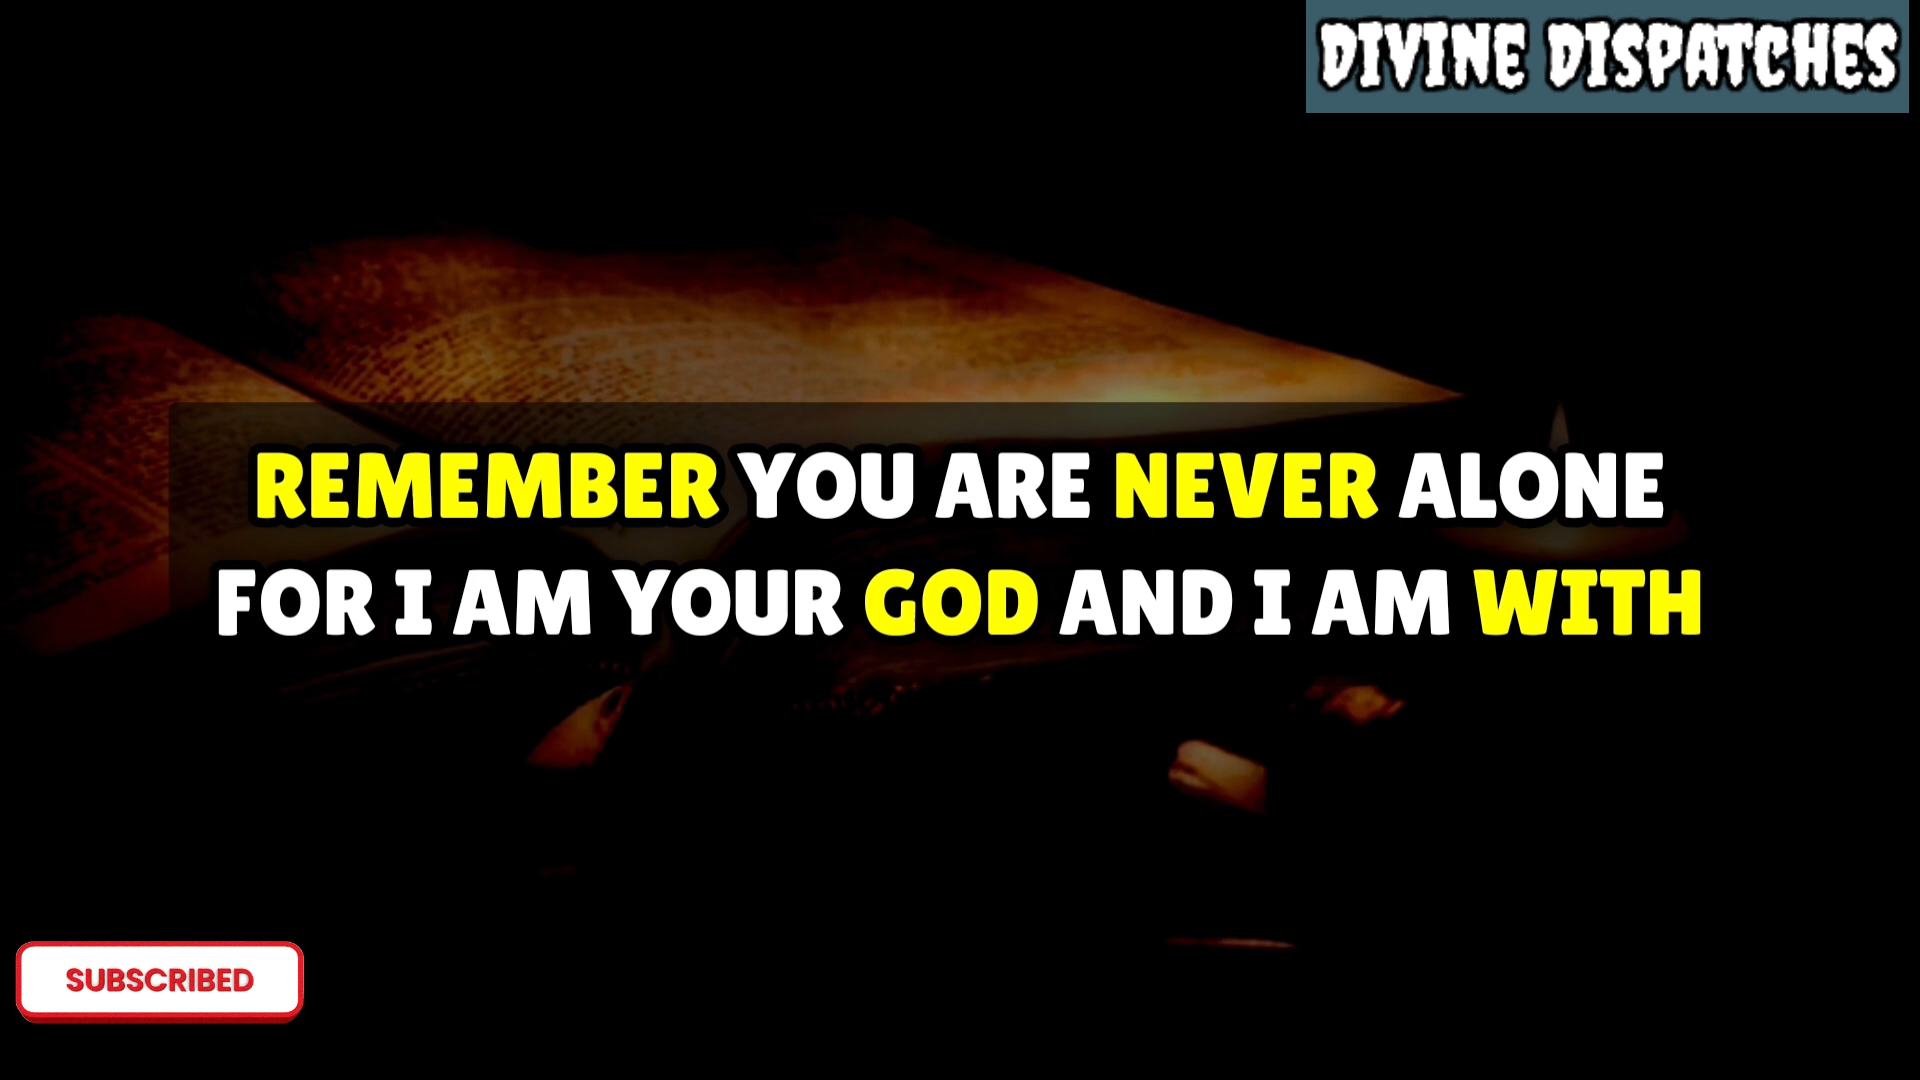 DIVINE DISPATCHES
REMEMBER YOU ARE NEVER ALONE
FOR I AM YOUR GOD AND I AM WITH
SUBSCRIBED